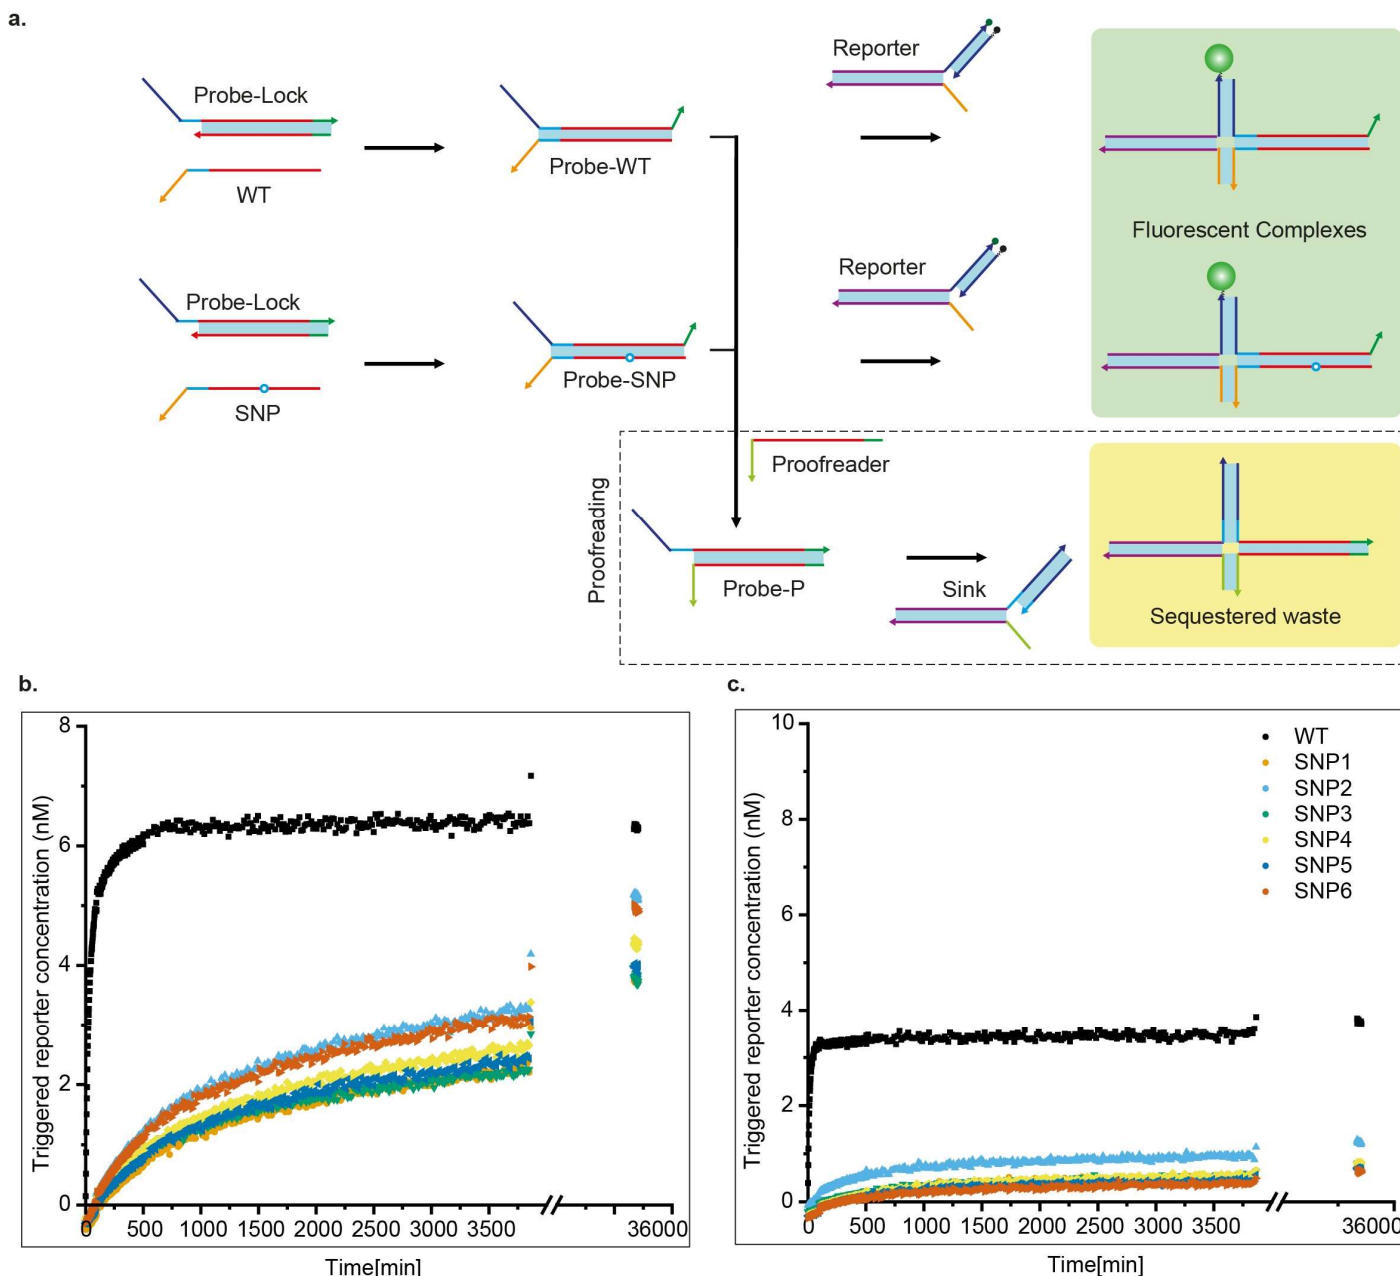 a.
Probe-Lock
WT
Probe-WT
Reporter
Fluorescent Complexes
Probe-Lock
SNP
Probe-SNP
Reporter
Proofreading
Proofreader
Probe-P
Sink
Sequestered waste
b.
Triggered reporter concentration (nM)
8
6
4
2
0
0 500 1000 1500 2000 2500 3000 3500 36000
Time[min]
c.
Triggered reporter concentration (nM)
10
8
6
4
2
0
0 500 1000 1500 2000 2500 3000 3500 36000
Time[min]
WT
SNP1
SNP2
SNP3
SNP4
SNP5
SNP6